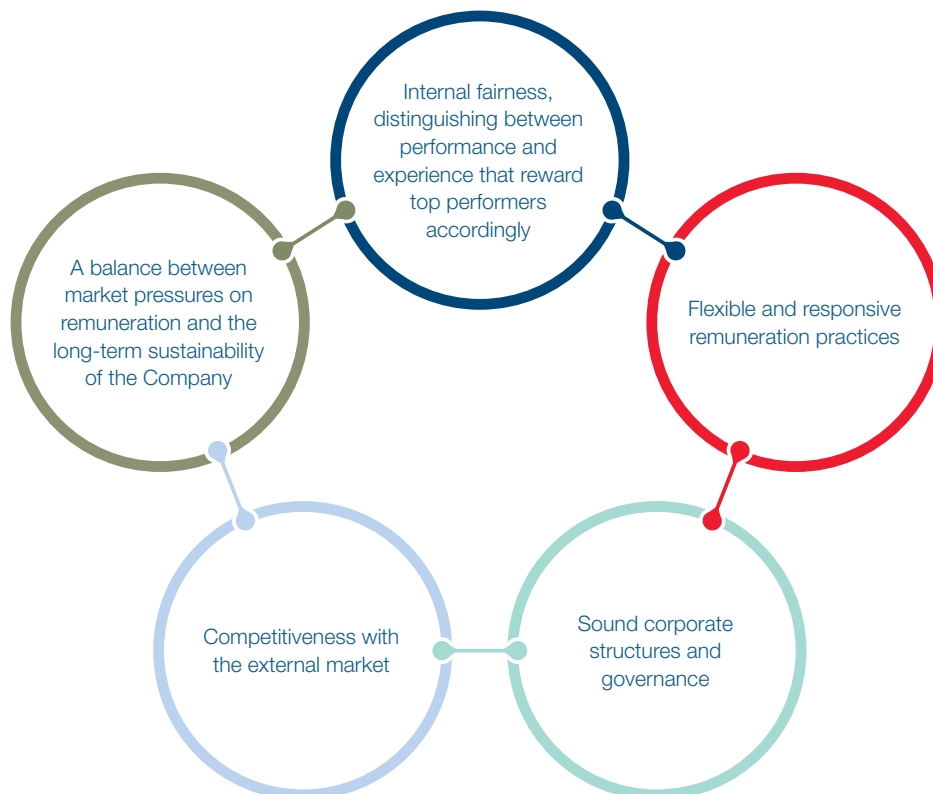 Internal fairness,
distinguishing between
performance and
experience that reward
top performers
accordingly
A balance between
market pressures on
remuneration and the
long-term sustainability
of the Company
Flexible and responsive
remuneration practices
Competitiveness with
the external market
Sound corporate
structures and
governance